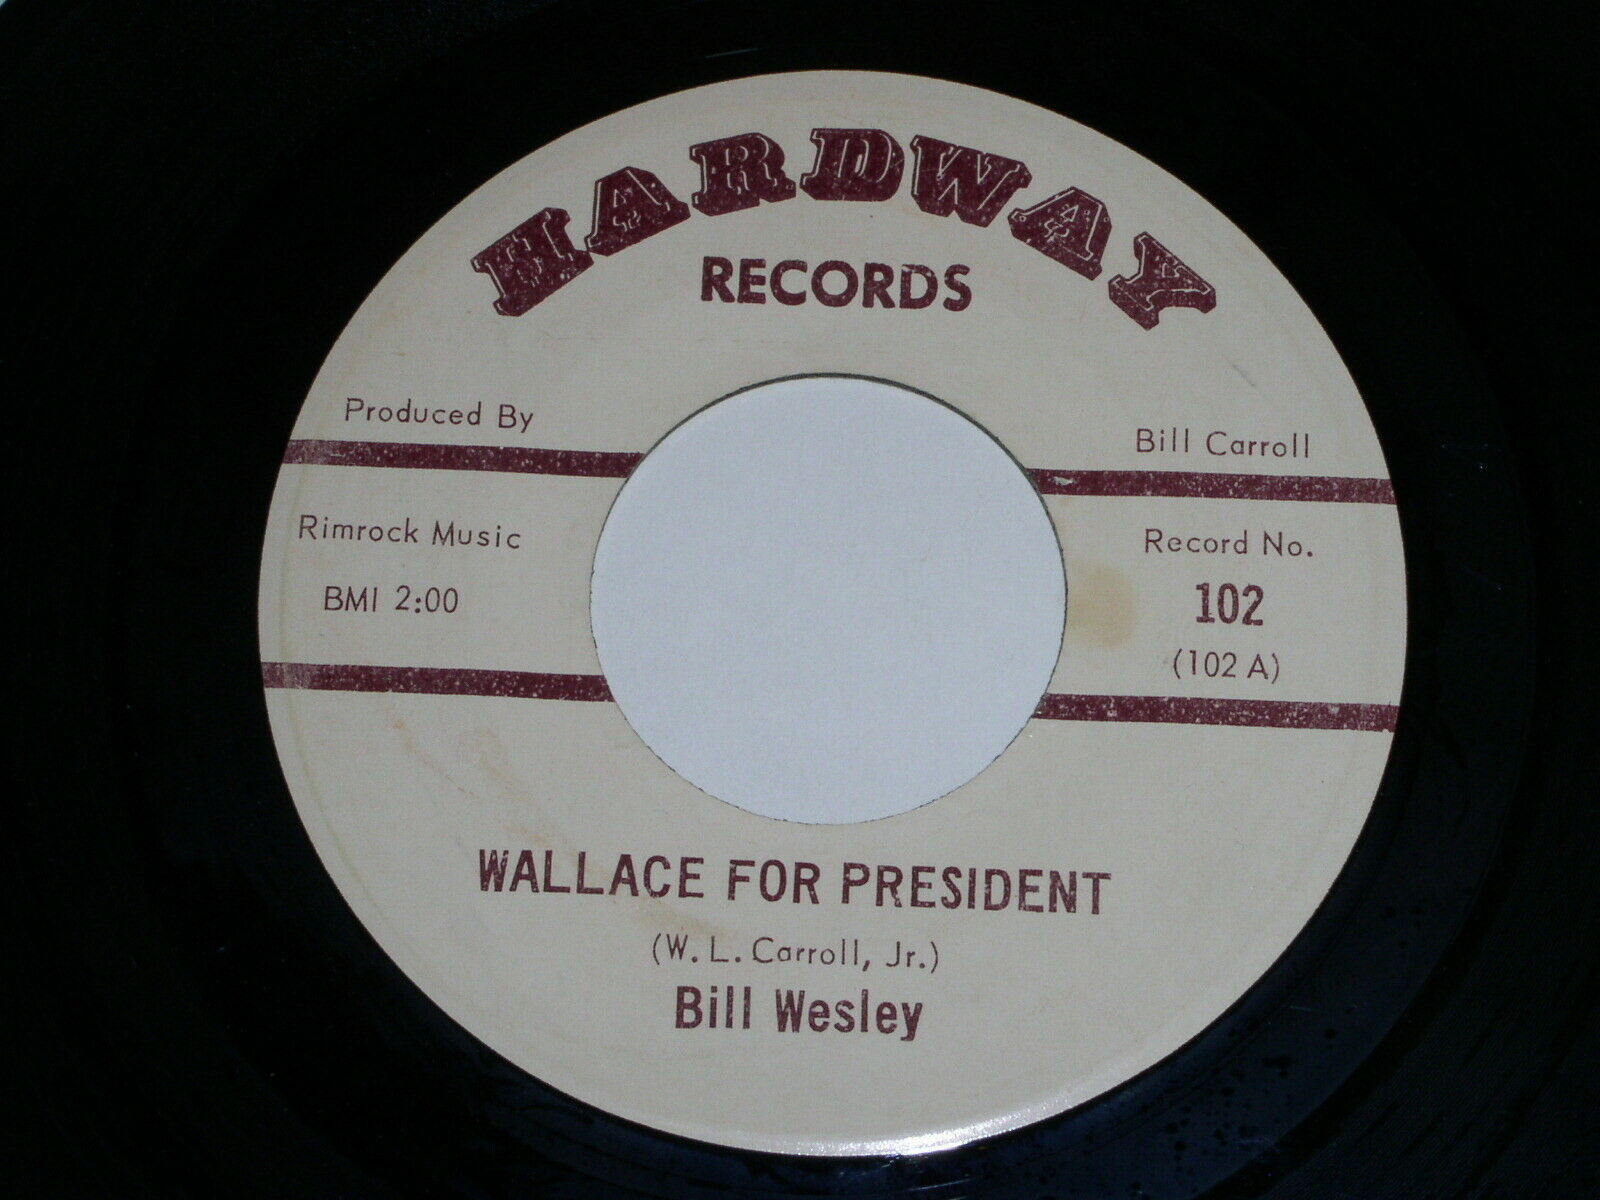 HARDWAY
RECORDS
Produced By
Bill Carroll
Rimrock Music
BMI 2:00
Record No.
102
(102 A)
WALLACE FOR PRESIDENT
(W. L. Carroll, Jr.)
Bill Wesley